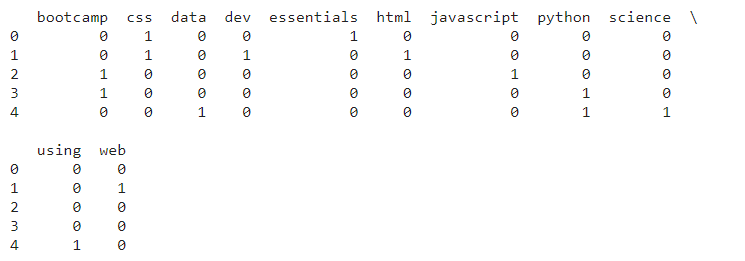 bootcamp css data dev essentials html javascript python science \
0 0 1 0 0 1 0 0 0 0
1 0 1 0 1 0 1 0 0 0
2 1 0 0 0 0 0 1 0 0
3 1 0 0 0 0 0 0 1 0
4 0 0 1 0 0 0 0 1 1
using web
0 0 0
1 0 1
2 0 0
3 0 0
4 1 0